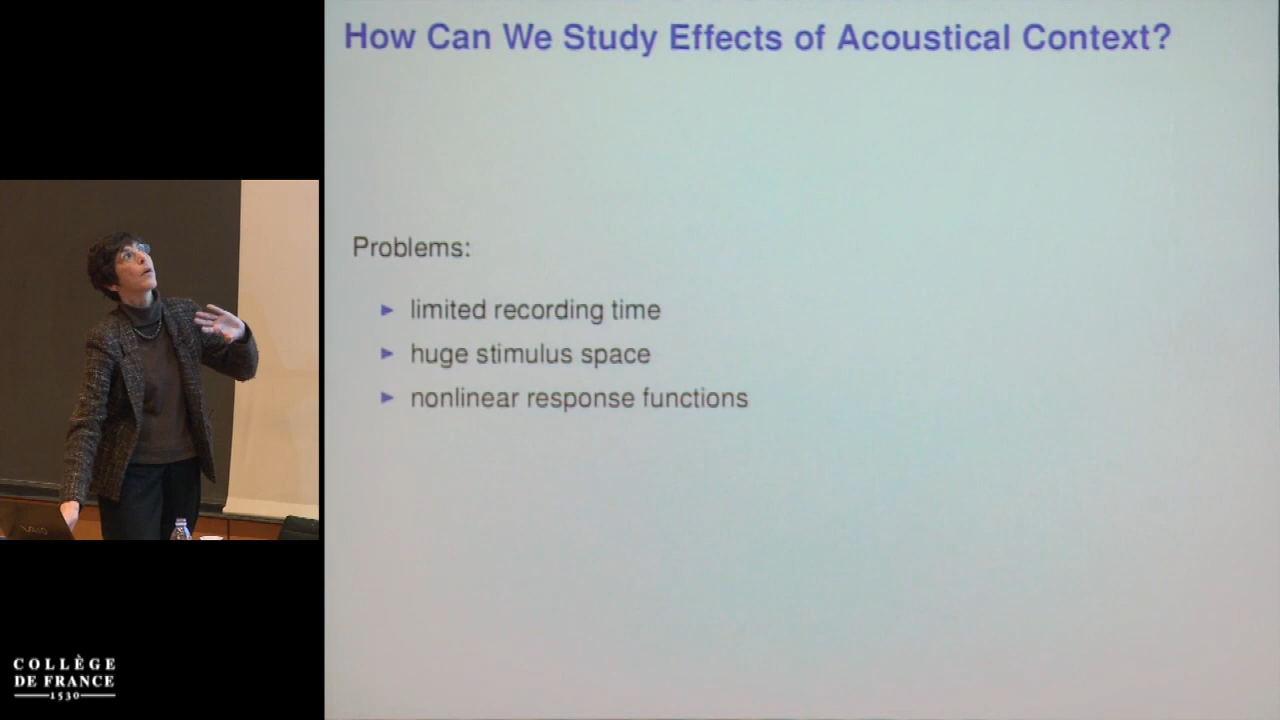 How Can We Study Effects of Acoustical Context?
Problems:
► limited recording time
► huge stimulus space
► nonlinear response functions
COLLÈGE
DE FRANCE
1530